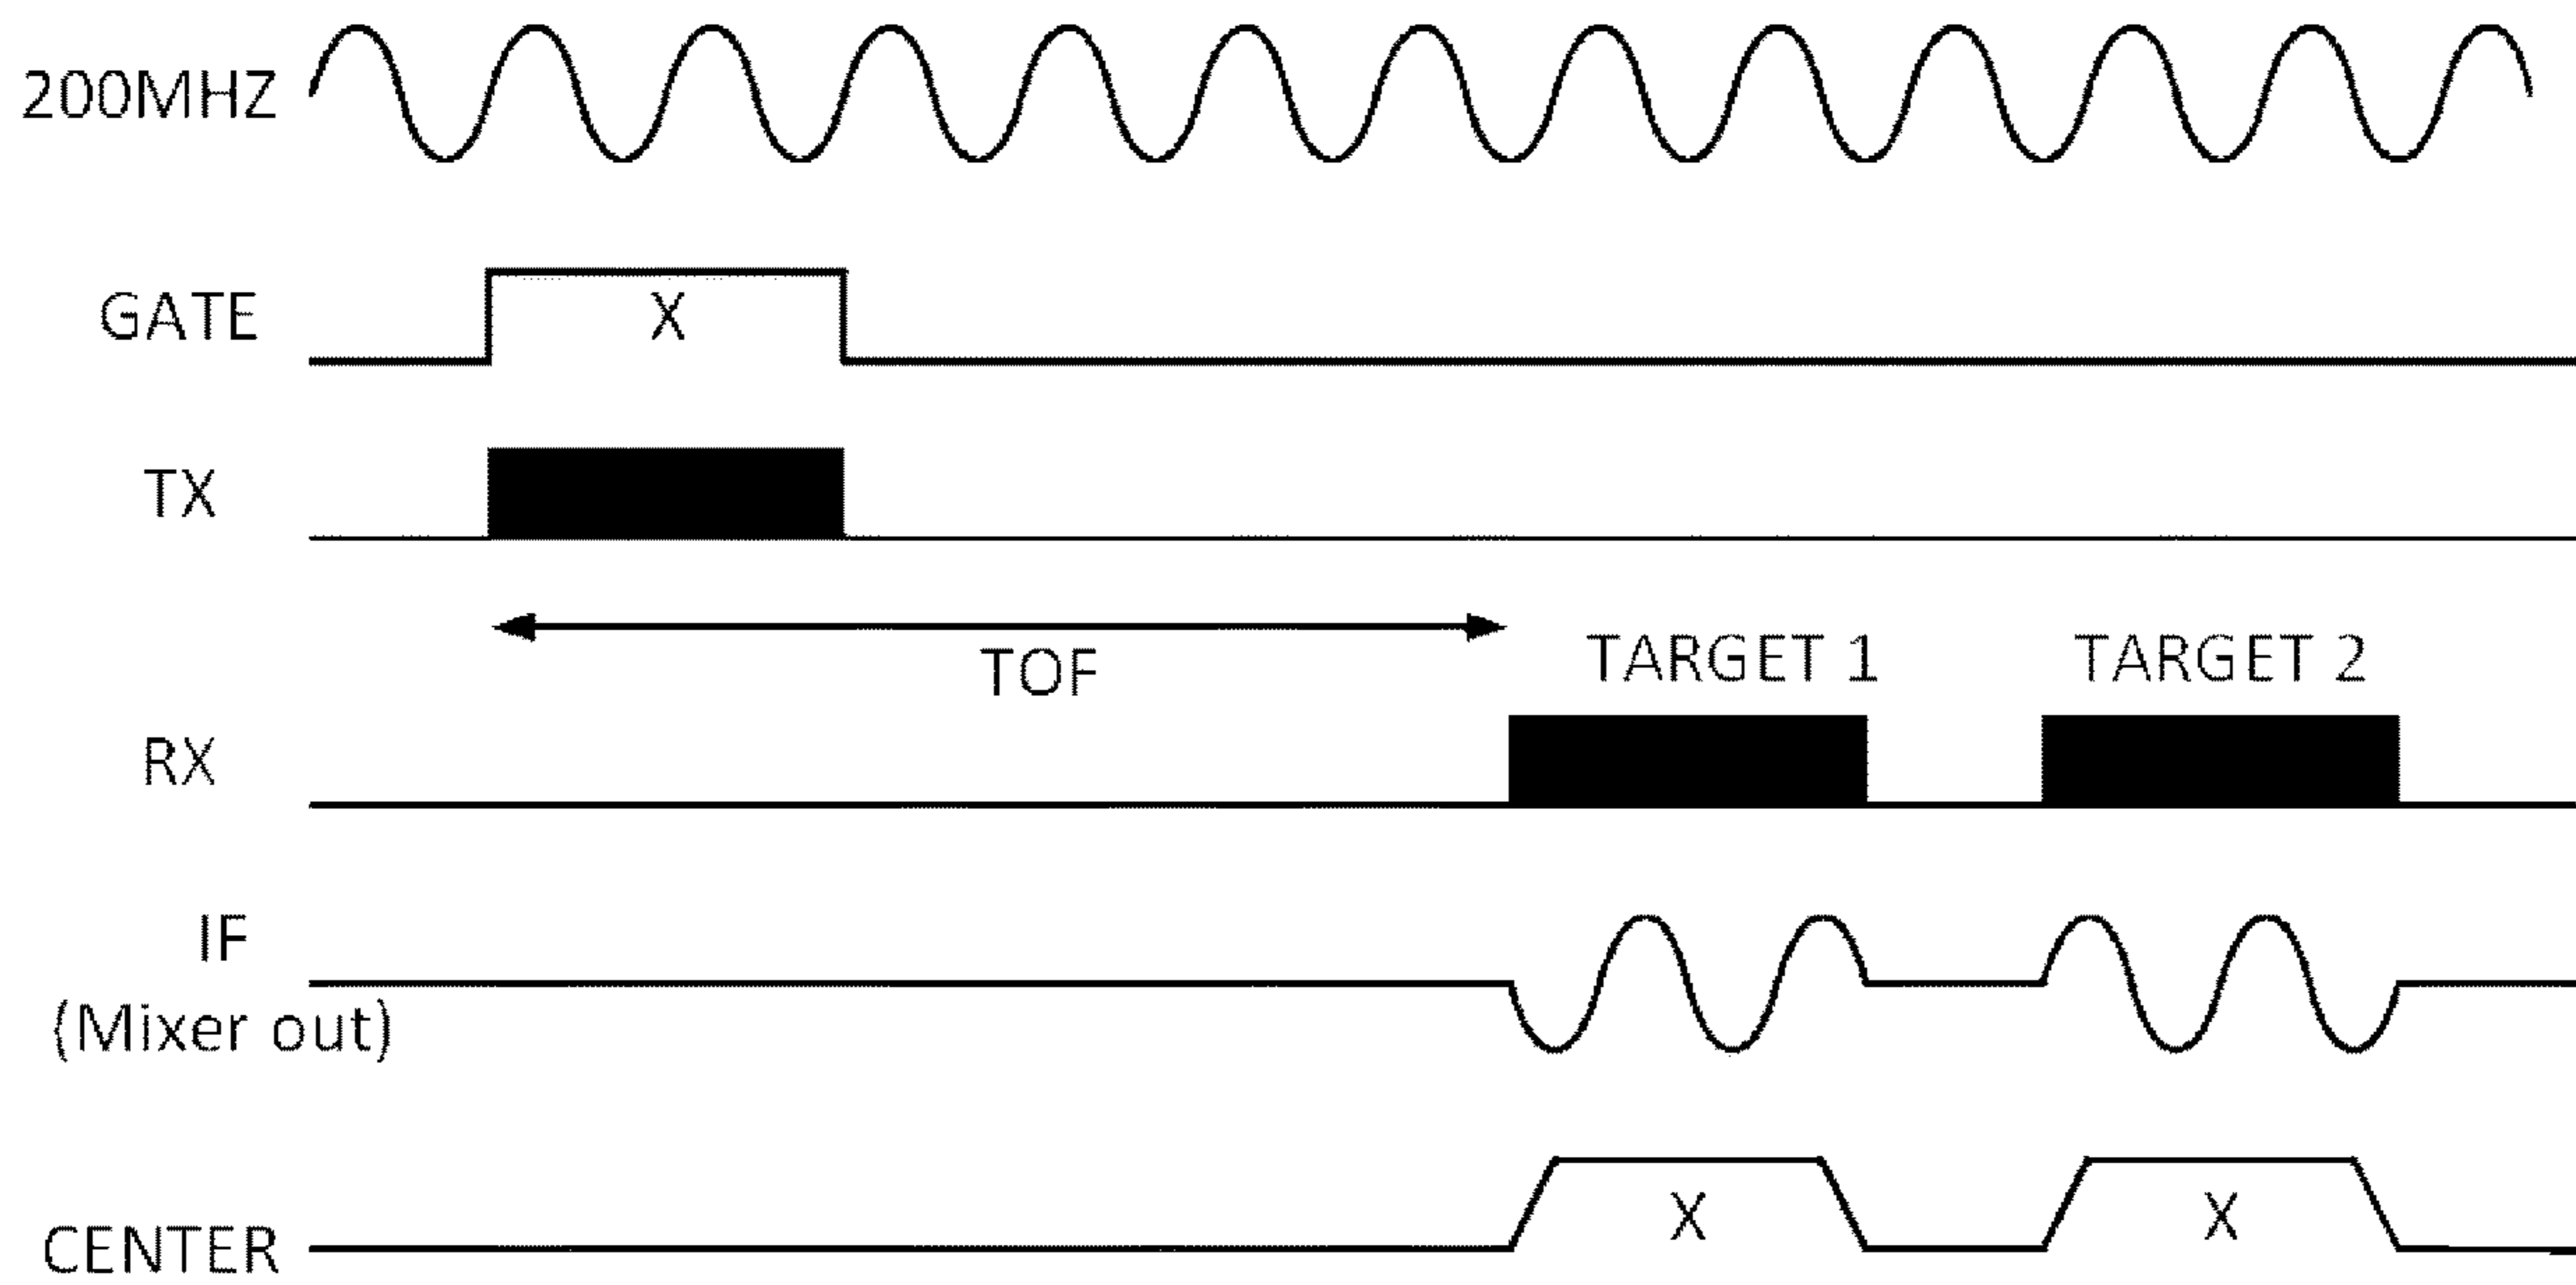 200MHZ
GATE
X
TX
TOF
TARGET 1
TARGET 2
RX
IF
(Mixer out)
CENTER
X
X